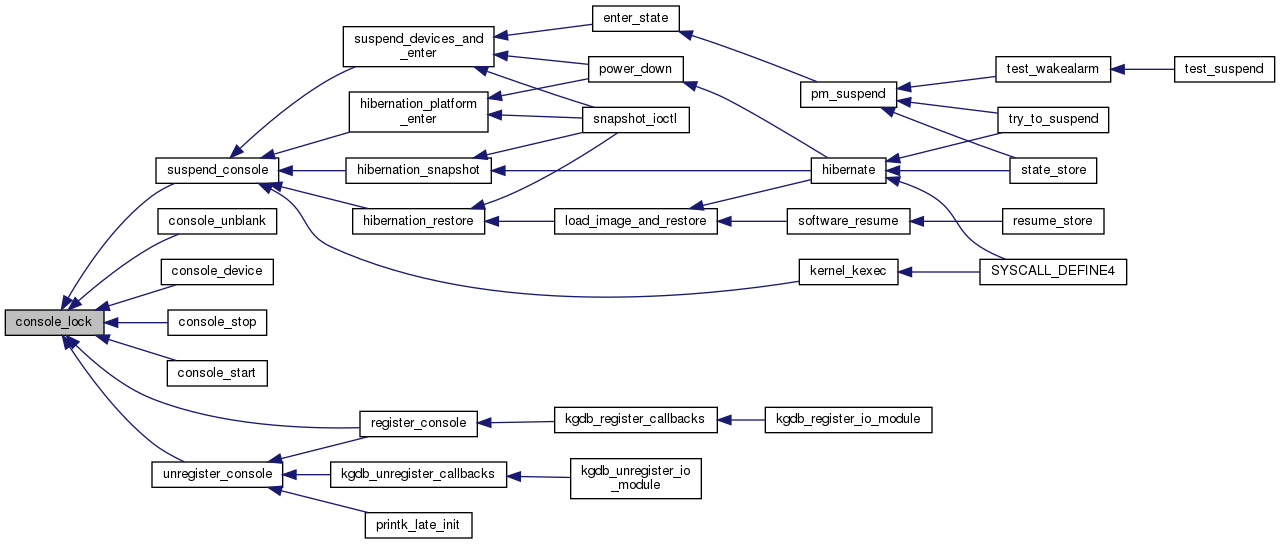 enter_state
suspend_devices_and
_enter
power_down
test_wakealarm
test_suspend
pm_suspend
hibernation_platform
_enter
snapshot_ioctl
try_to_suspend
suspend_console
hibernation_snapshot
hibernate
state_store
console_unblank
hibernation_restore
load_image_and_restore
software_resume
resume_store
console_device
kernel_kexec
SYSCALL_DEFINE4
console_lock
console_stop
console_start
register_console
kgdb_register_callbacks
kgdb_register_io_module
unregister_console
kgdb_unregister_callbacks
kgdb_unregister_io
_module
printk_late_init